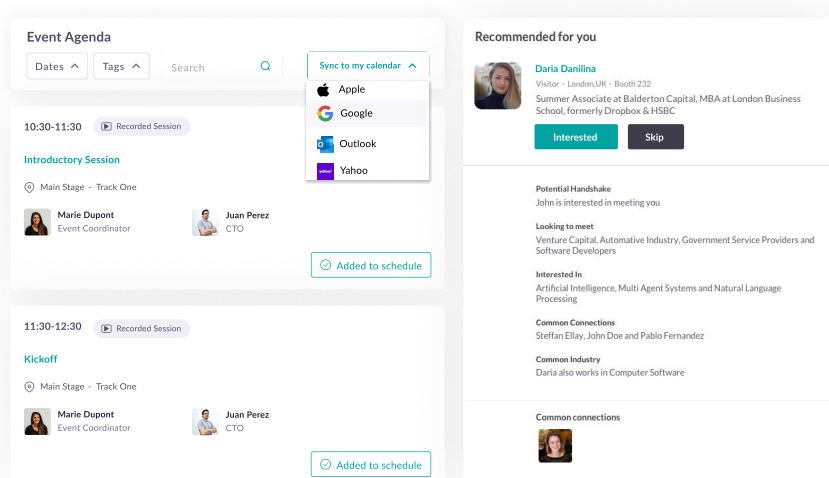 Event Agenda
Dates
Tags
Search
Sync to my calendar
Apple
Google
Outlook
yahoo!
Yahoo
10:30-11:30
Recorded Session
Introductory Session
Main Stage - Track One
Marie Dupont
Event Coordinator
Juan Perez
CTO
Added to schedule
11:30-12:30
Recorded Session
Kickoff
Main Stage - Track One
Marie Dupont
Event Coordinator
Juan Perez
CTO
Added to schedule
Recommended for you
Daria Danilina
Visitor · London,UK · Booth 232
Summer Associate at Balderton Capital, MBA at London Business
School, formerly Dropbox & HSBC
Interested
Skip
Potential Handshake
John is interested in meeting you
Looking to meet
Venture Capital, Automative Industry, Government Service Providers and
Software Developers
Interested In
Artificial Intelligence, Multi Agent Systems and Natural Language
Processing
Common Connections
Steffan Ellay, John Doe and Pablo Fernandez
Common Industry
Daria also works in Computer Software
Common connections